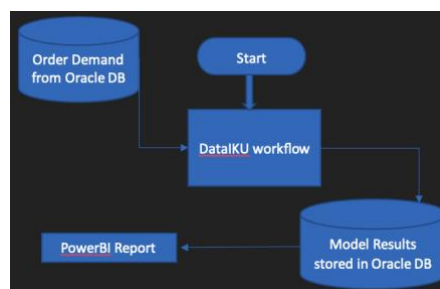 Order Demand
from Oracle DB
Start
DataIKU workflow
PowerBI Report
Model Results
stored in Oracle DB